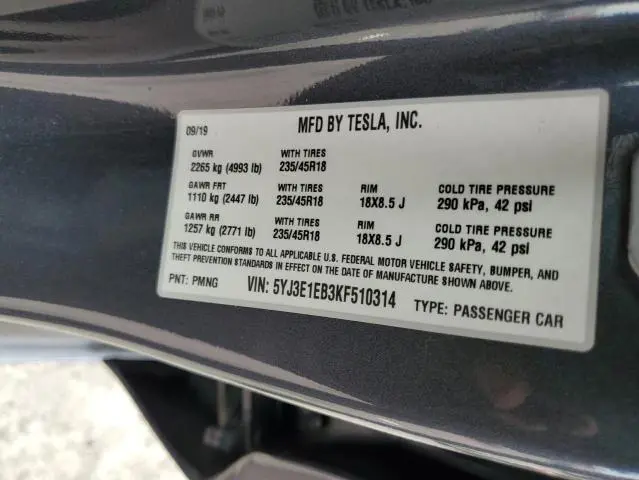 09/19 MFD BY TESLA, INC.
GVWR WITH TIRES
2265 kg (4993 lb) 235/45R18
GAWR FRT WITH TIRES RIM COLD TIRE PRESSURE
1110 kg (2447 lb) 235/45R18 18X8.5 J 290 kPa, 42 psi
GAWR RR WITH TIRES RIM COLD TIRE PRESSURE
1257 kg (2771 lb) 235/45R18 18X8.5 J 290 kPa, 42 psi
THIS VEHICLE CONFORMS TO ALL APPLICABLE U.S. FEDERAL MOTOR VEHICLE SAFETY, BUMPER, AND
THEFT PREVENTION STANDARDS IN EFFECT ON THE DATE OF MANUFACTURE SHOWN ABOVE.
PNT: PMNG VIN: 5YJ3E1EB3KF510314 TYPE: PASSENGER CAR